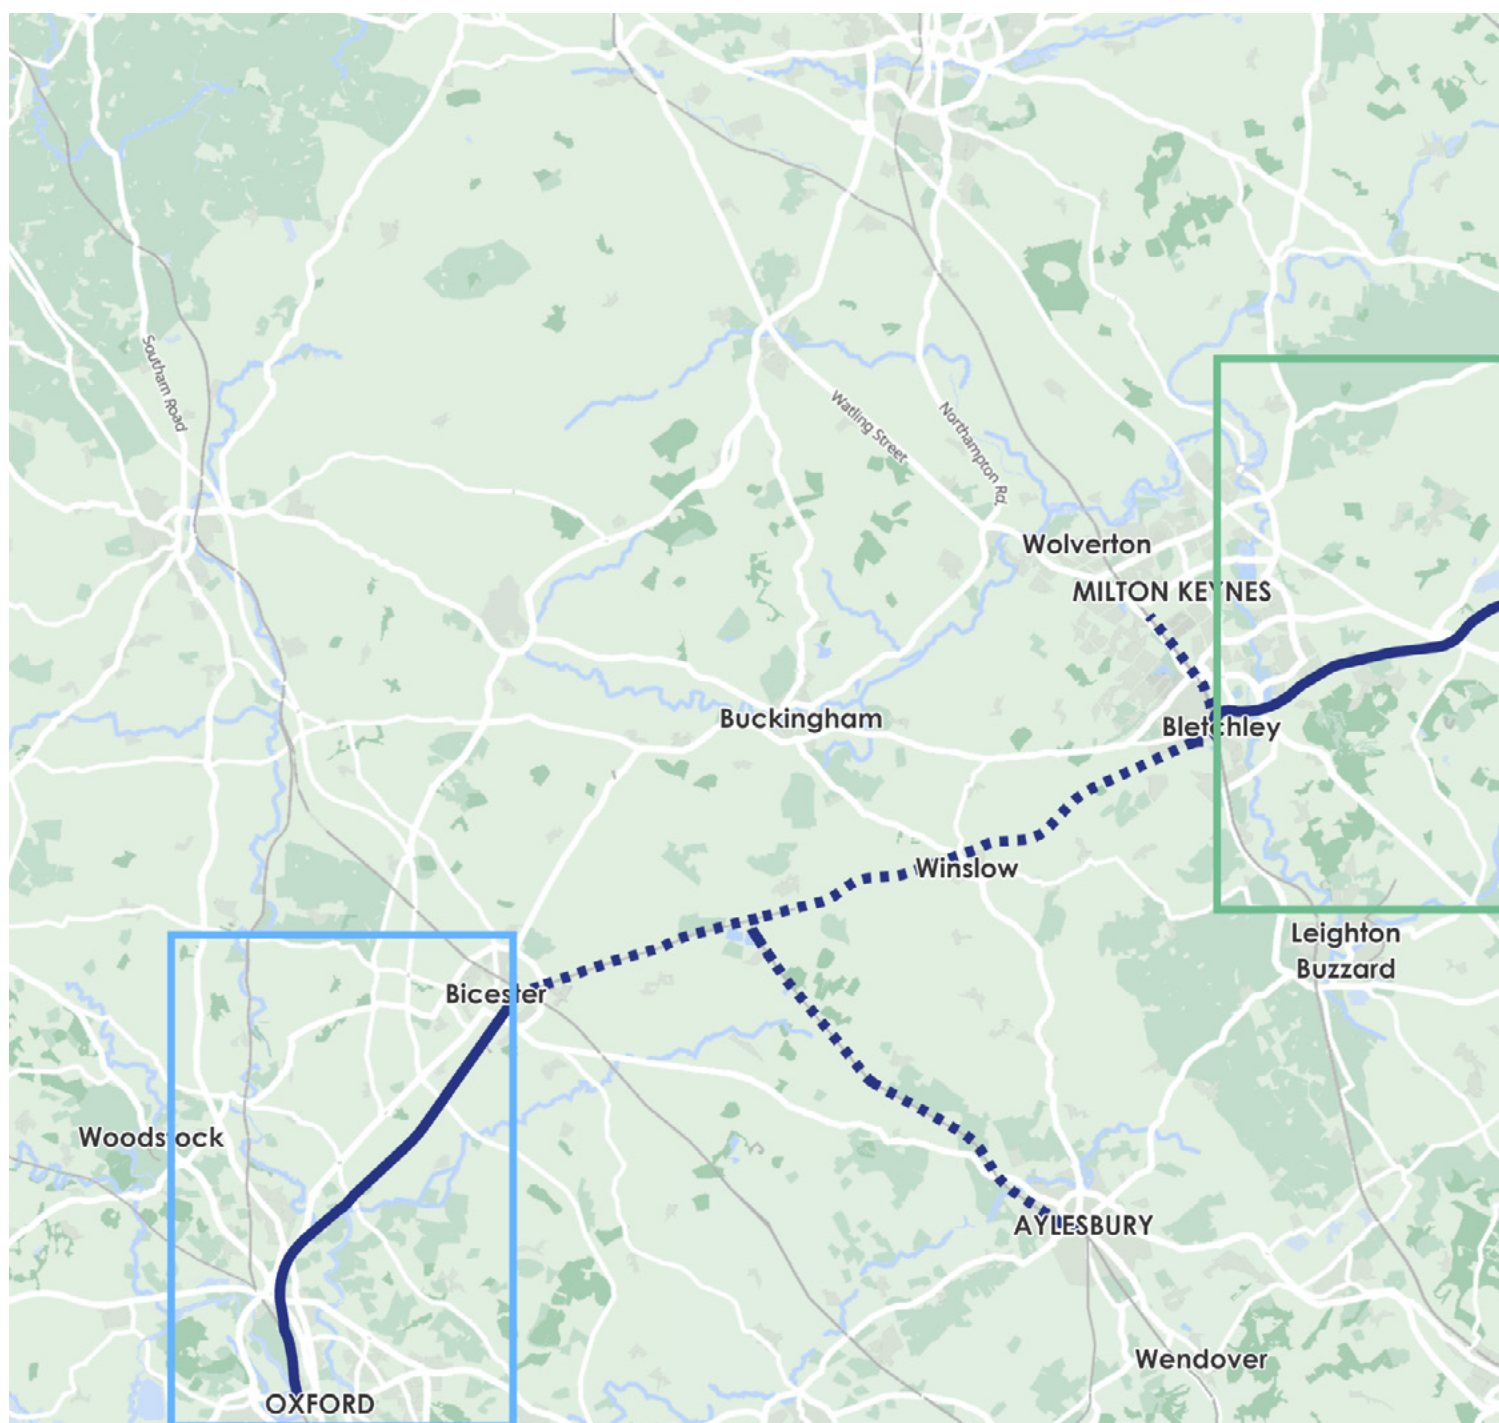 Southam Road
Watling Street
Northampton Rd.
Wolverton
MILTON KEYNES
Buckingham
Bletchley
Winslow
Leighton
Buzzard
Bicester
Woodstock
AYLESBURY
Wendover
OXFORD